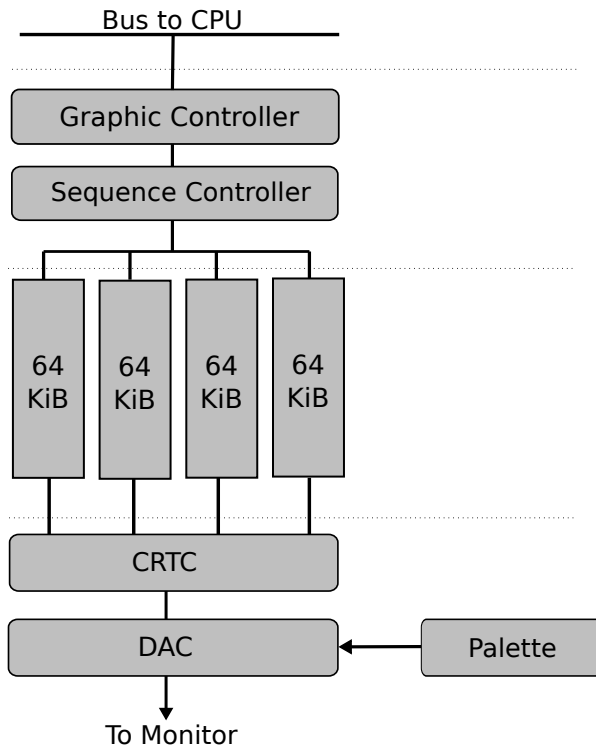 Bus to CPU
Graphic Controller
Sequence Controller
64
KiB
64
KiB
64
KiB
64
KiB
CRTC
DAC
Palette
To Monitor